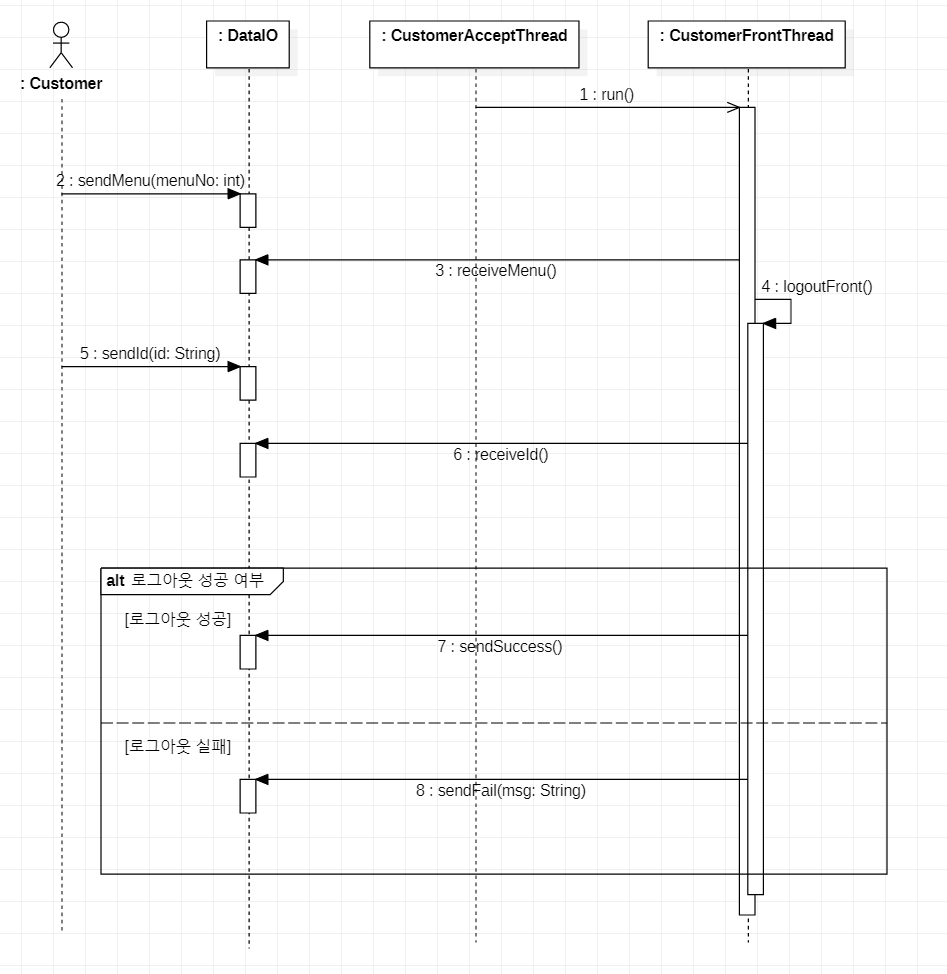 : Customer
: DataIO
: CustomerAcceptThread
: CustomerFrontThread
1 : run()
2 : sendMenu(menuNo: int)
3 : receiveMenu()
4 : logoutFront()
5 : sendId(id: String)
6 : receiveId()
alt 로그아웃 성공 여부
[로그아웃 성공]
7 : sendSuccess()
[로그아웃 실패]
8 : sendFail(msg: String)